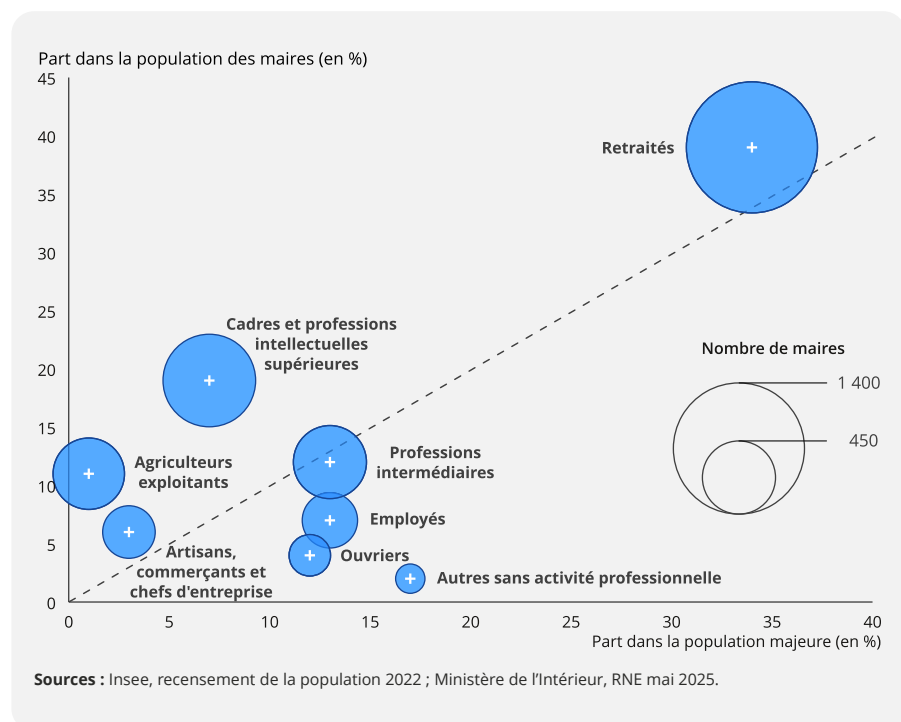 Part dans la population des maires (en %)
45
40
35
30
25
20
15
10
5
0
Retraités
Cadres et professions
intellectuelles
supérieures
Nombre de maires
1 400
450
Agriculteurs
exploitants
Professions
intermédiaires
Employés
Artisans,
commerçants et
chefs d'entreprise
Ouvriers
Autres sans activité professionnelle
0 5 10 15 20 25 30 35 40
Part dans la population majeure (en %)
Sources : Insee, recensement de la population 2022 ; Ministère de l’Intérieur, RNE mai 2025.